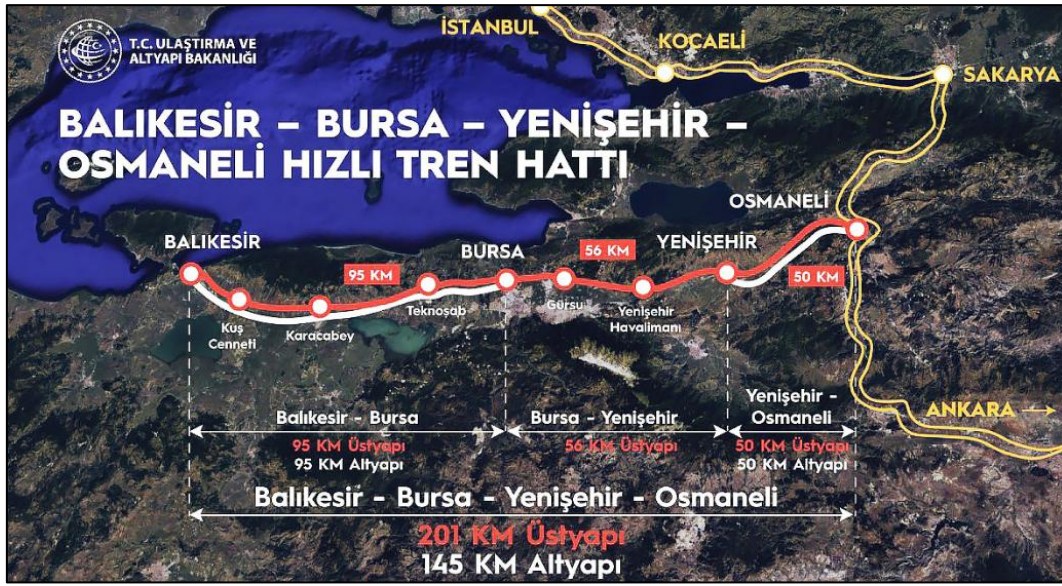 İSTANBUL
KOCAELİ
SAKARYA
T.C. ULAŞTIRMA VE
ALTYAPI BAKANLIĞI
BALIKESİR – BURSA – YENİŞEHİR –
OSMANELİ HIZLI TREN HATTI
OSMANELİ
BALIKESİR
BURSA
56 KM
YENİŞEHİR
95 KM
50 KM
Kuş
Cenneti
Karacabey
Teknosab
Gürsu
Yenişehir
Havalimanı
ANKARA
Balıkesir - Bursa
95 KM Üstyapı
95 KM Altyapı
Bursa - Yenişehir
56 KM Üstyapı
Yenişehir -
Osmaneli
50 KM Üstyapı
50 KM Altyapı
Balıkesir - Bursa - Yenişehir - Osmaneli
201 KM Üstyapı
145 KM Altyapı